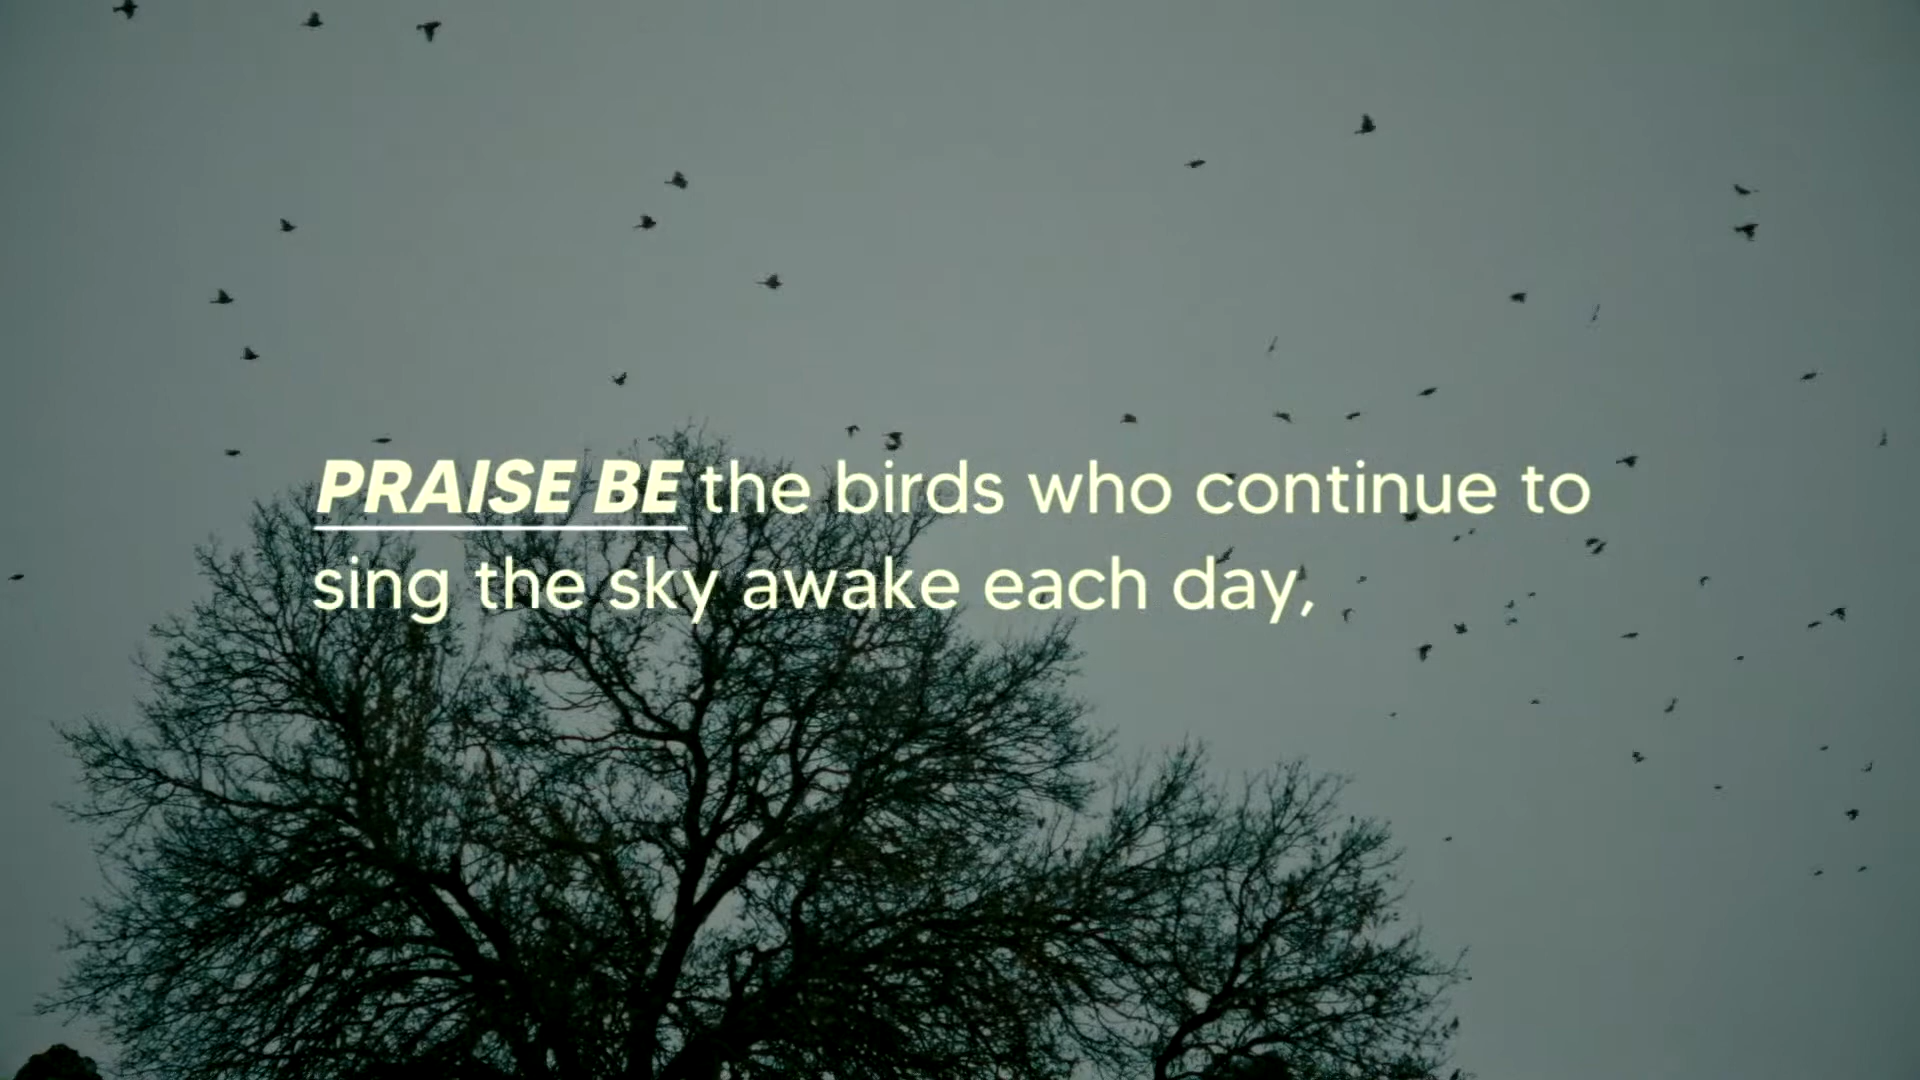 PRAISE BE the birds who continue to
sing the sky awake each day,